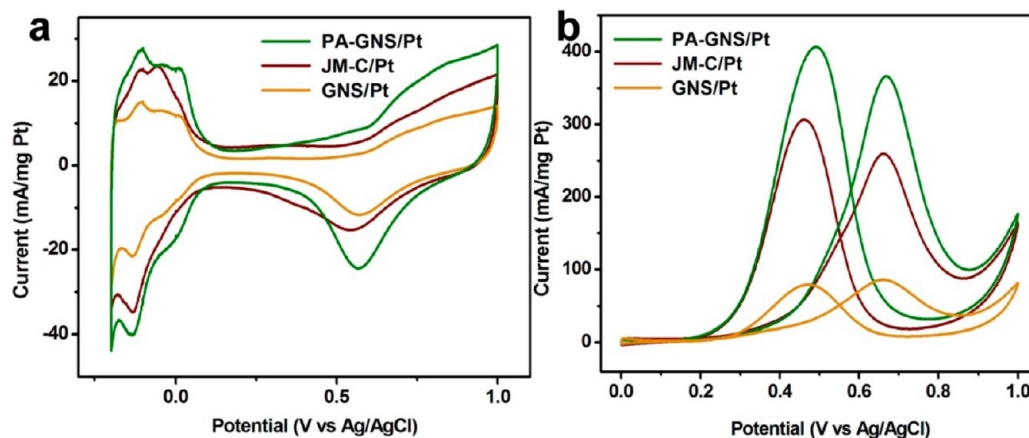 a
PA-GNS/Pt
JM-C/Pt
GNS/Pt
20
0
-20
-40
Current (mA/mg Pt)
0.0 0.5 1.0
Potential (V vs Ag/AgCl)
b
PA-GNS/Pt
JM-C/Pt
GNS/Pt
400
300
200
100
0
Current (mA/mg Pt)
0.0 0.2 0.4 0.6 0.8 1.0
Potential (V vs Ag/AgCl)